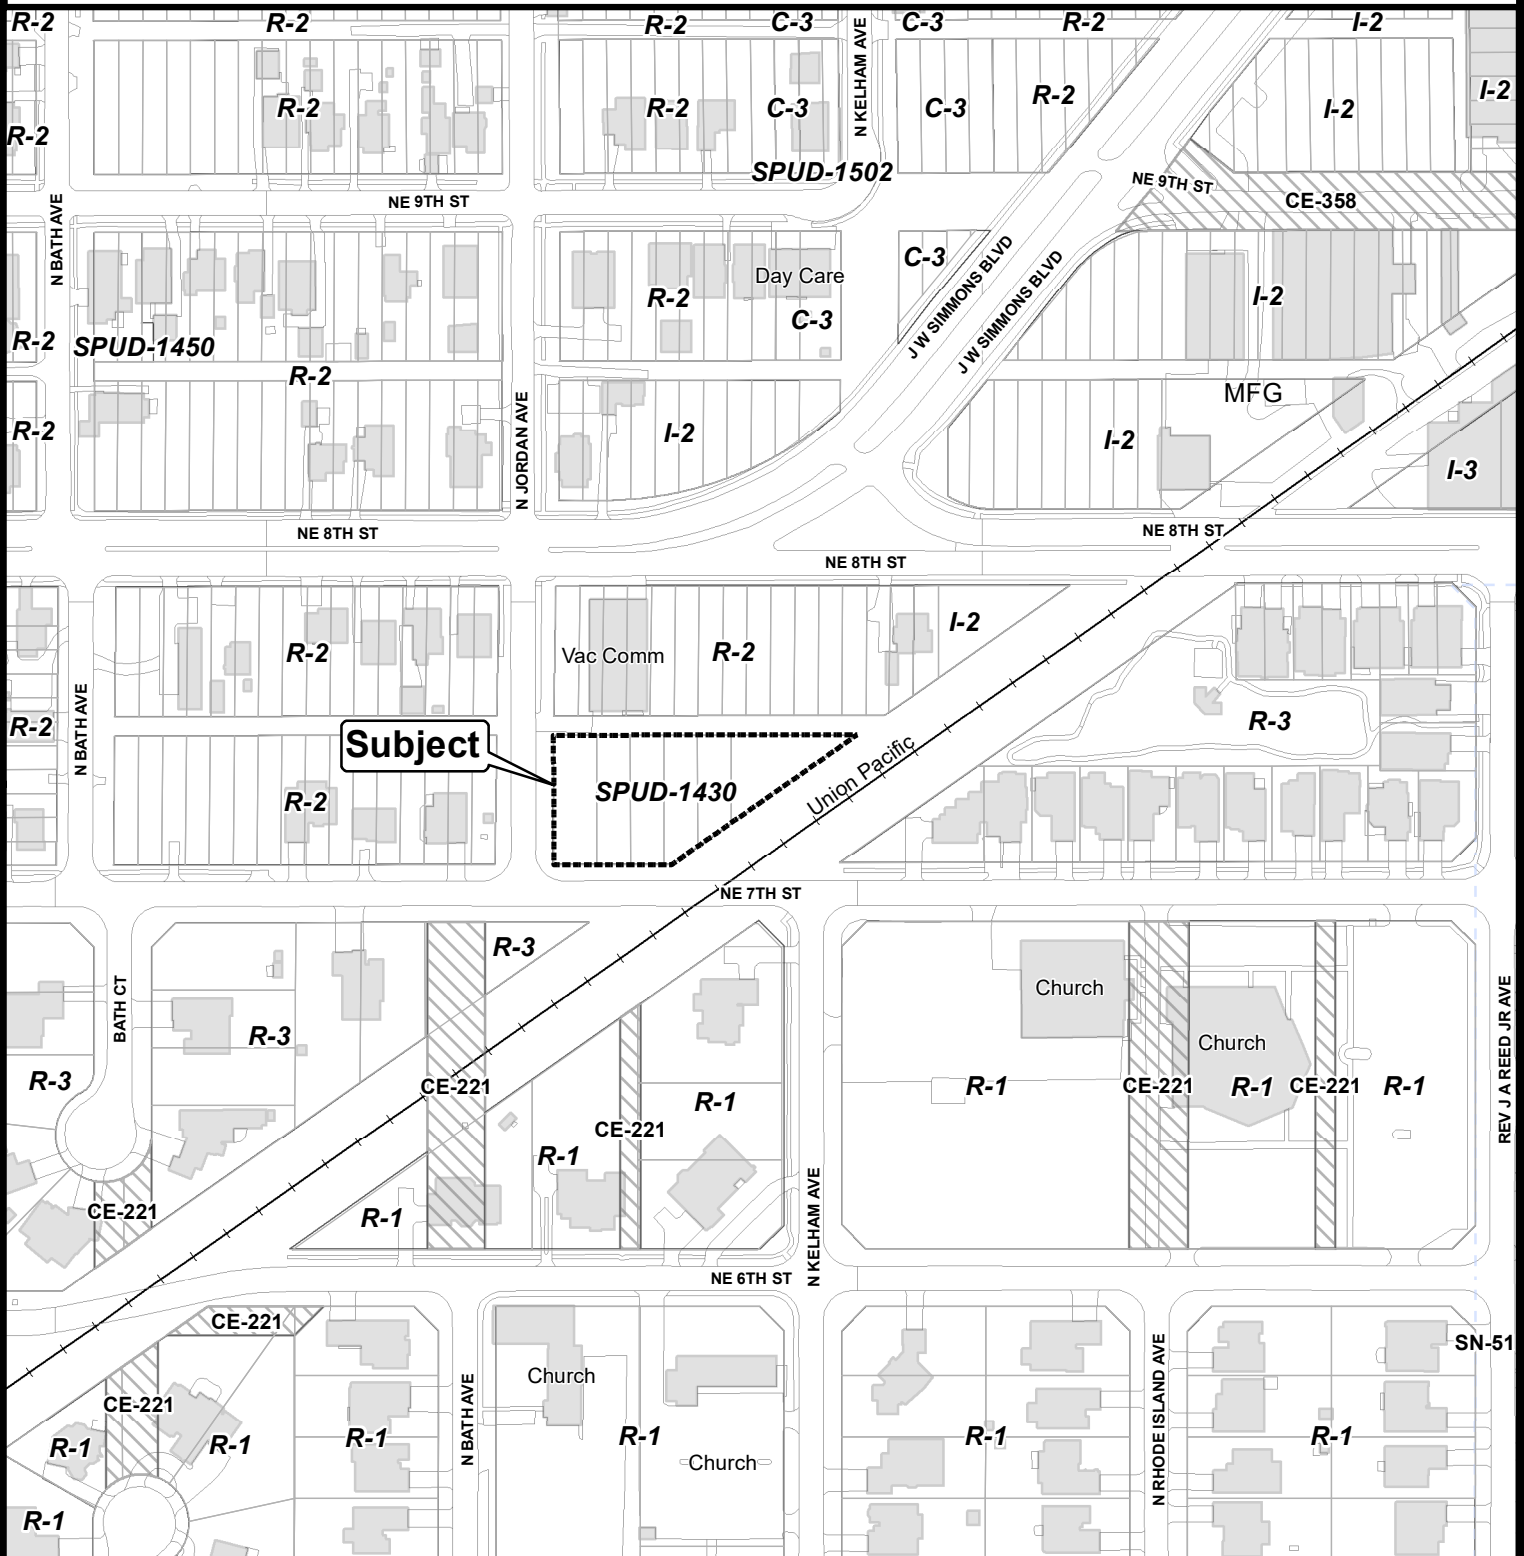 R-2
R-2
R-2
C-3
C-3
R-2
I-2
N KELHAM AVE
R-2
R-2
R-2
C-3
C-3
R-2
I-2
I-2
SPUD-1502
NE 9TH ST
NE 9TH ST
CE-358
N BATH AVE
R-2
SPUD-1450
R-2
R-2
Day Care
C-3
C-3
J W SIMMONS BLVD
J W SIMMONS BLVD
I-2
R-2
N JORDAN AVE
I-2
I-2
MFG
I-3
NE 8TH ST
NE 8TH ST
NE 8TH ST
R-2
Vac Comm
R-2
I-2
R-2
N BATH AVE
Subject
SPUD-1430
Union Pacific
R-3
R-2
NE 7TH ST
R-3
BATH CT
R-3
R-3
CE-221
CE-221
R-1
R-1
CE-221
R-1
Church
Church
R-1
CE-221
R-1
CE-221
R-1
REV J A REED JR AVE
N KELHAM AVE
NE 6TH ST
CE-221
CE-221
R-1
R-1
R-1
R-1
N BATH AVE
Church
R-1
Church
R-1
N RHODE ISLAND AVE
R-1
SN-51